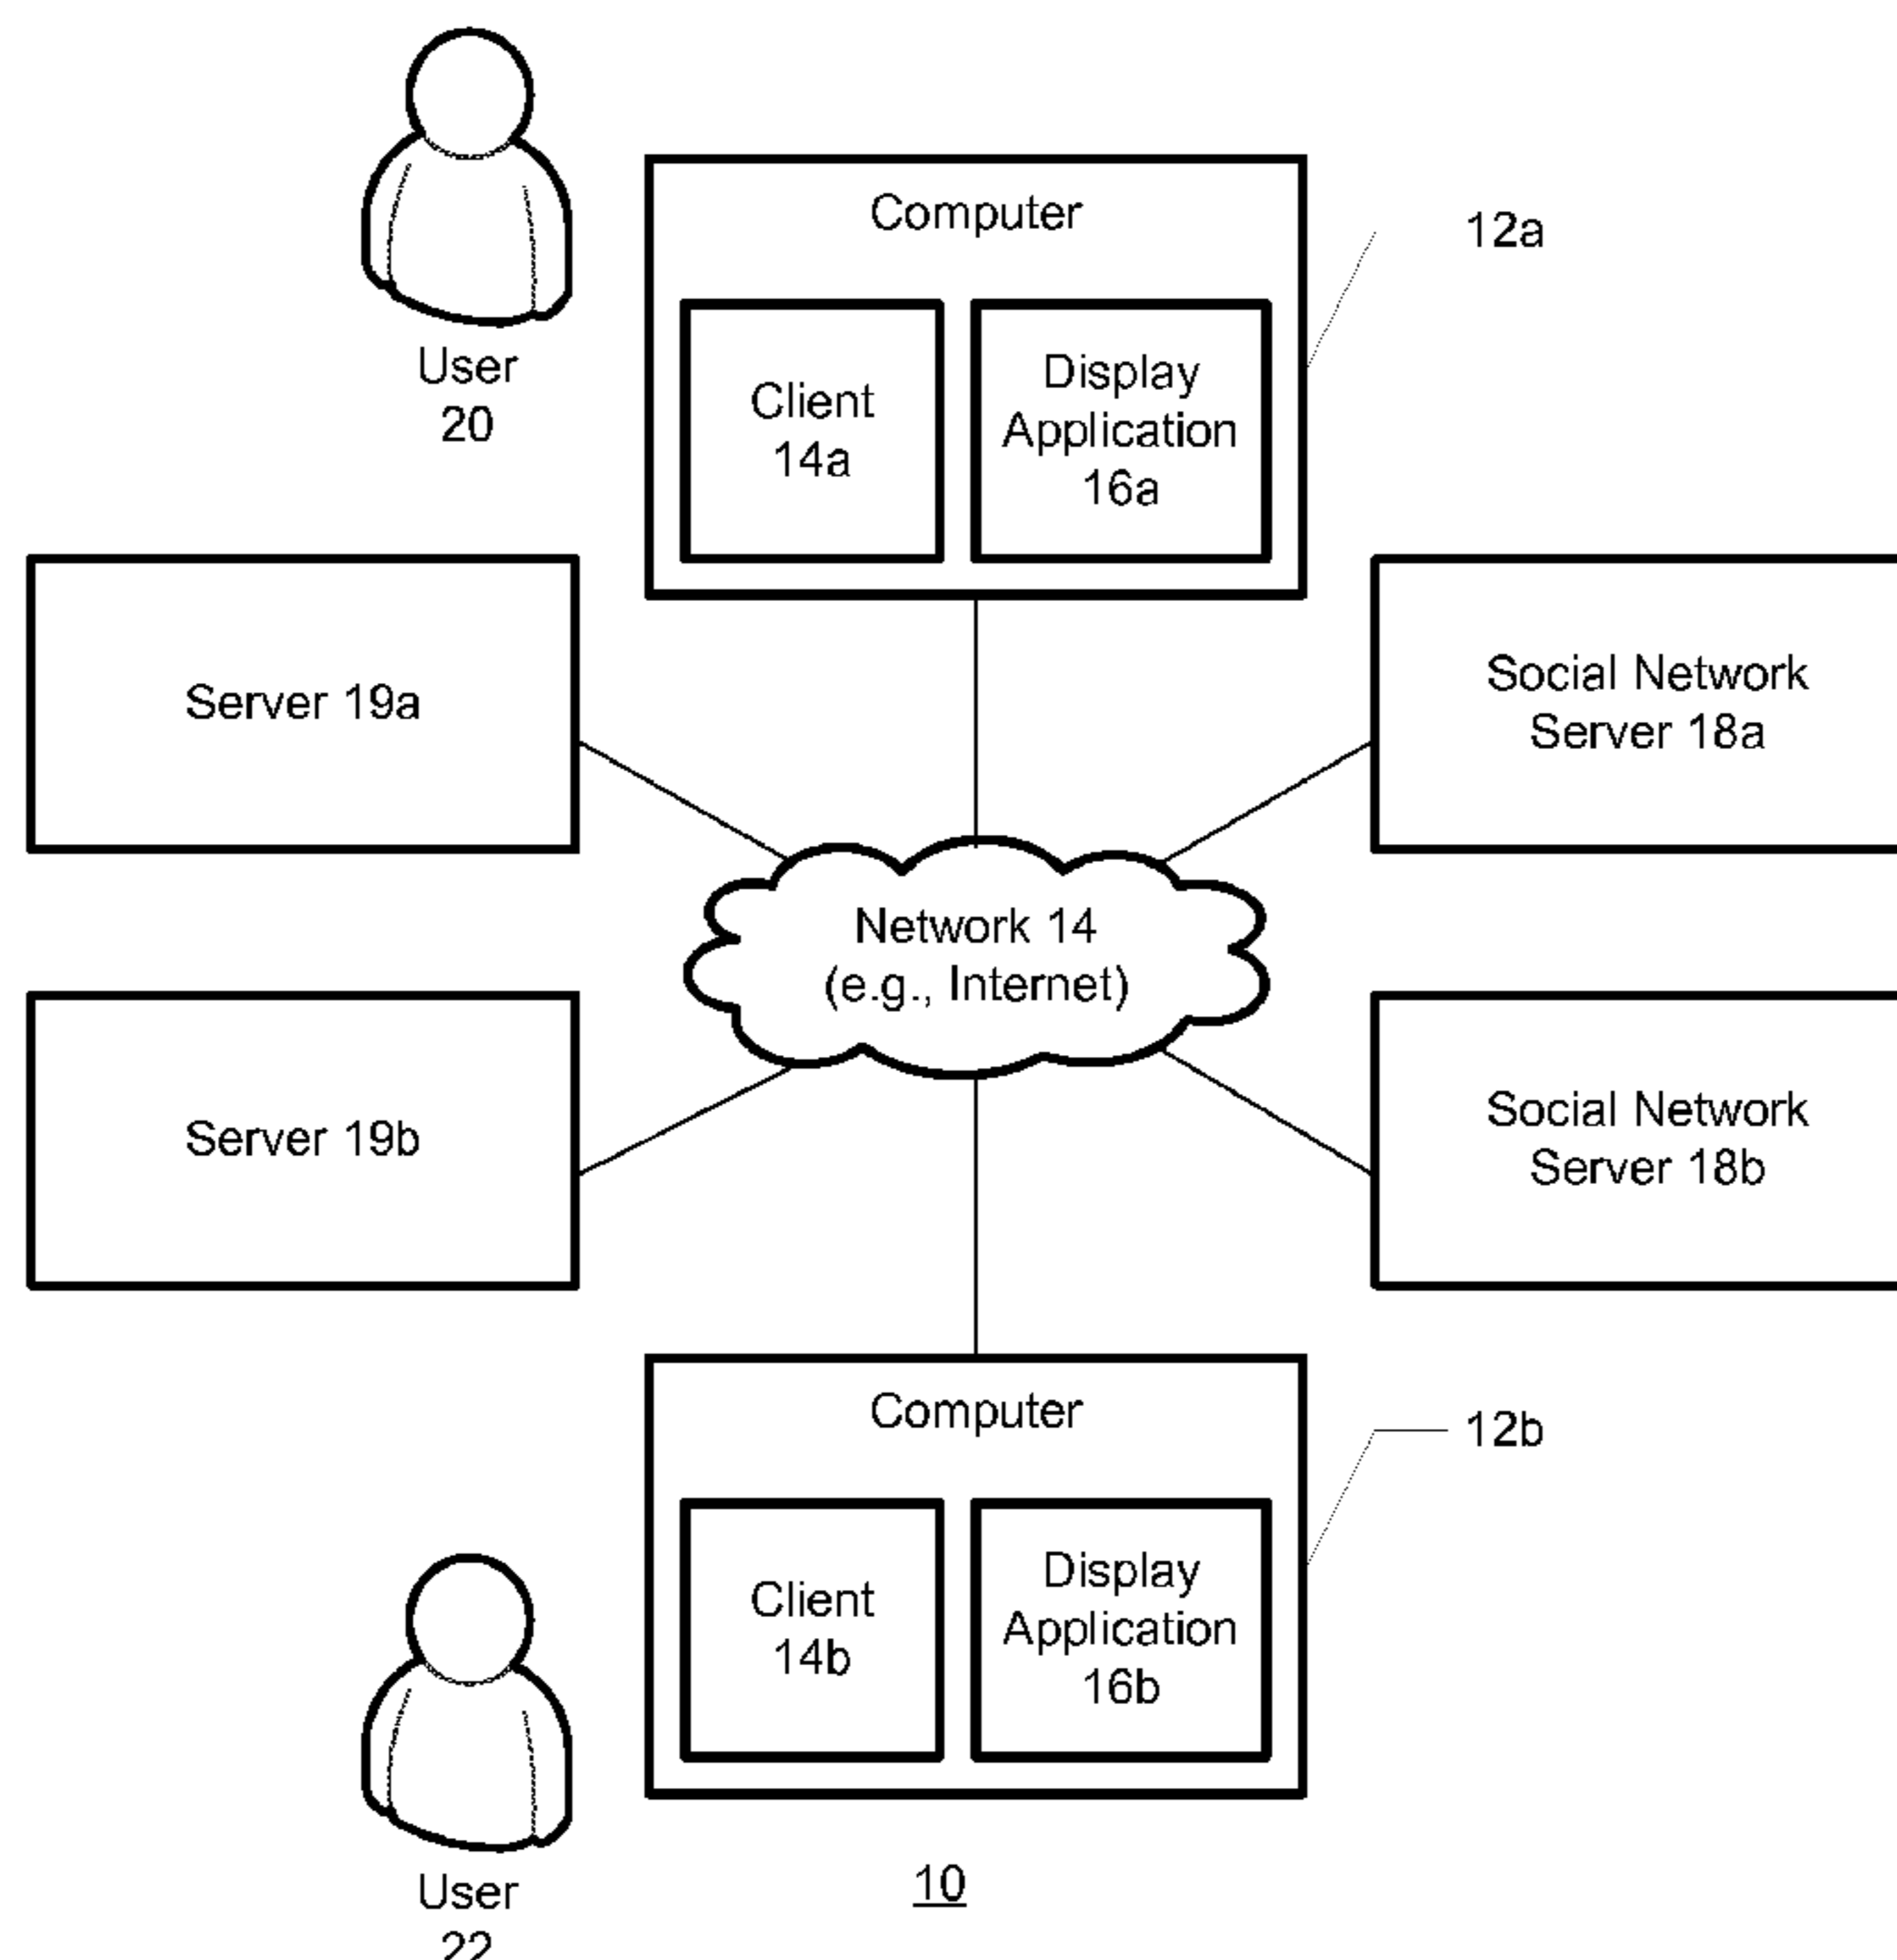 User
20
Computer
12a
Client
14a
Display
Application
16a
Server 19a
Social Network
Server 18a
Network 14
(e.g., Internet)
Server 19b
Social Network
Server 18b
Computer
12b
Client
14b
Display
Application
16b
User
22
10